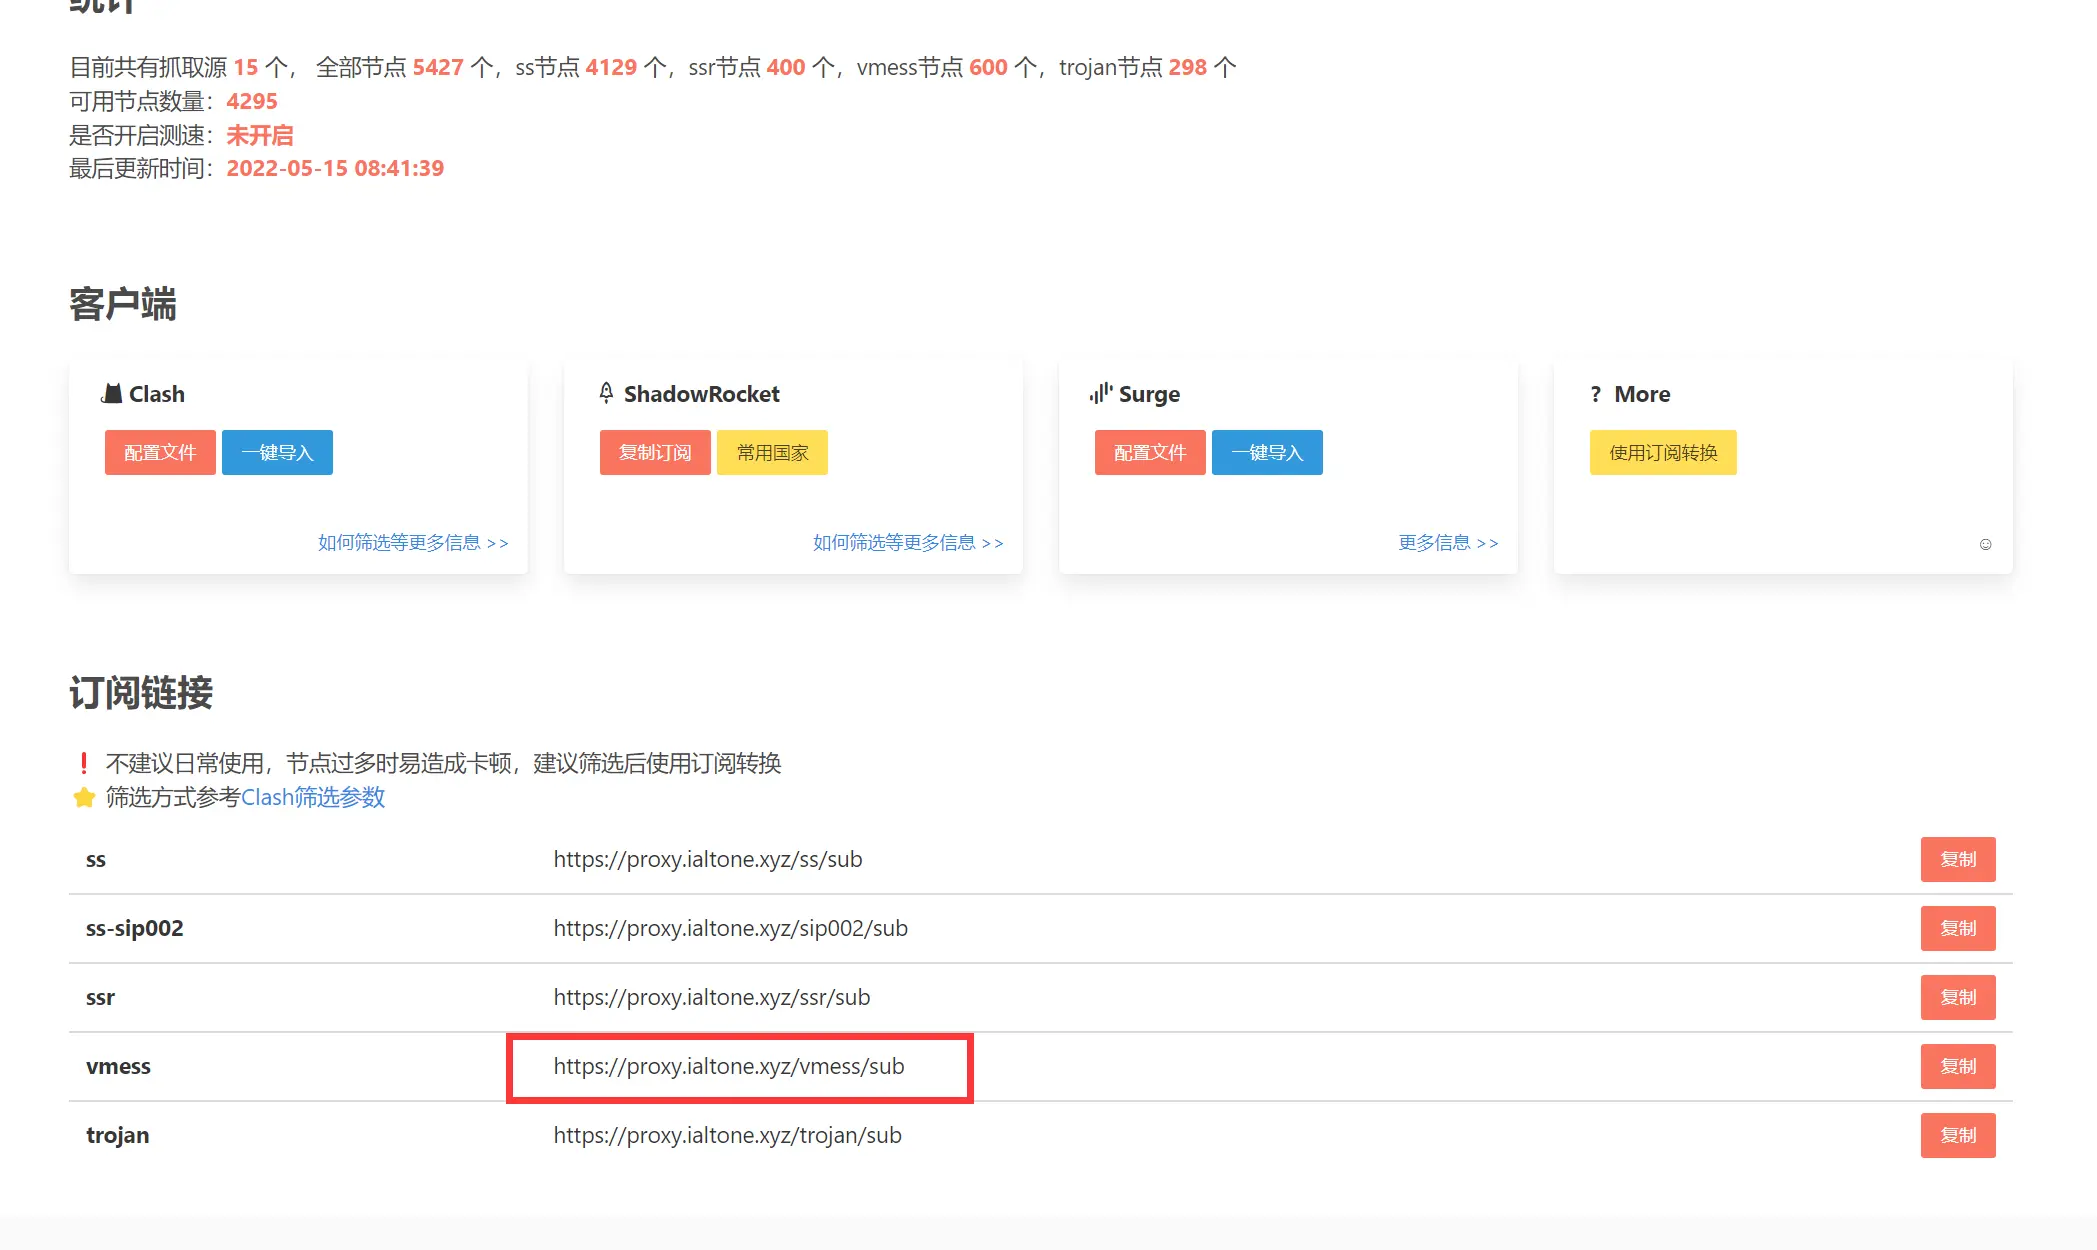 统计
目前共有抓取源 15 个， 全部节点 5427 个，ss节点 4129 个，ssr节点 400 个，vmess节点 600 个，trojan节点 298 个
可用节点数量：4295
是否开启测速：未开启
最后更新时间：2022-05-15 08:41:39
客户端
Clash
配置文件 一键导入
如何筛选等更多信息 >>
ShadowRocket
复制订阅 常用国家
如何筛选等更多信息 >>
Surge
配置文件 一键导入
更多信息 >>
? More
使用订阅转换
☺
订阅链接
❗ 不建议日常使用，节点过多时易造成卡顿，建议筛选后使用订阅转换
⭐ 筛选方式参考Clash筛选参数
ss https://proxy.ialtone.xyz/ss/sub 复制
ss-sip002 https://proxy.ialtone.xyz/sip002/sub 复制
ssr https://proxy.ialtone.xyz/ssr/sub 复制
vmess https://proxy.ialtone.xyz/vmess/sub 复制
trojan https://proxy.ialtone.xyz/trojan/sub 复制